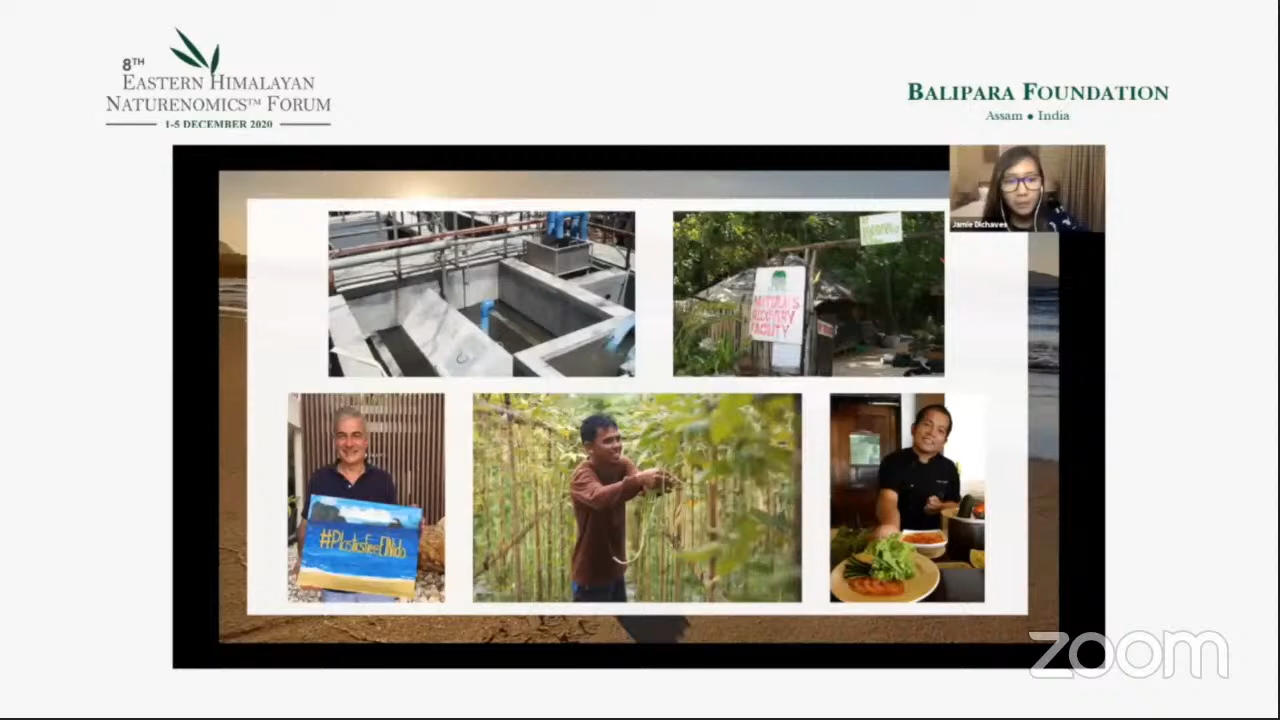 8TH
EASTERN HIMALAYAN
NATURENOMICS™ FORUM
1-5 DECEMBER 2020
BALIPARA FOUNDATION
Assam • India
Jamie Dichaves
MATERIALS
RECOVERY
FACILITY
#PlasticsFreeElNido
zoom